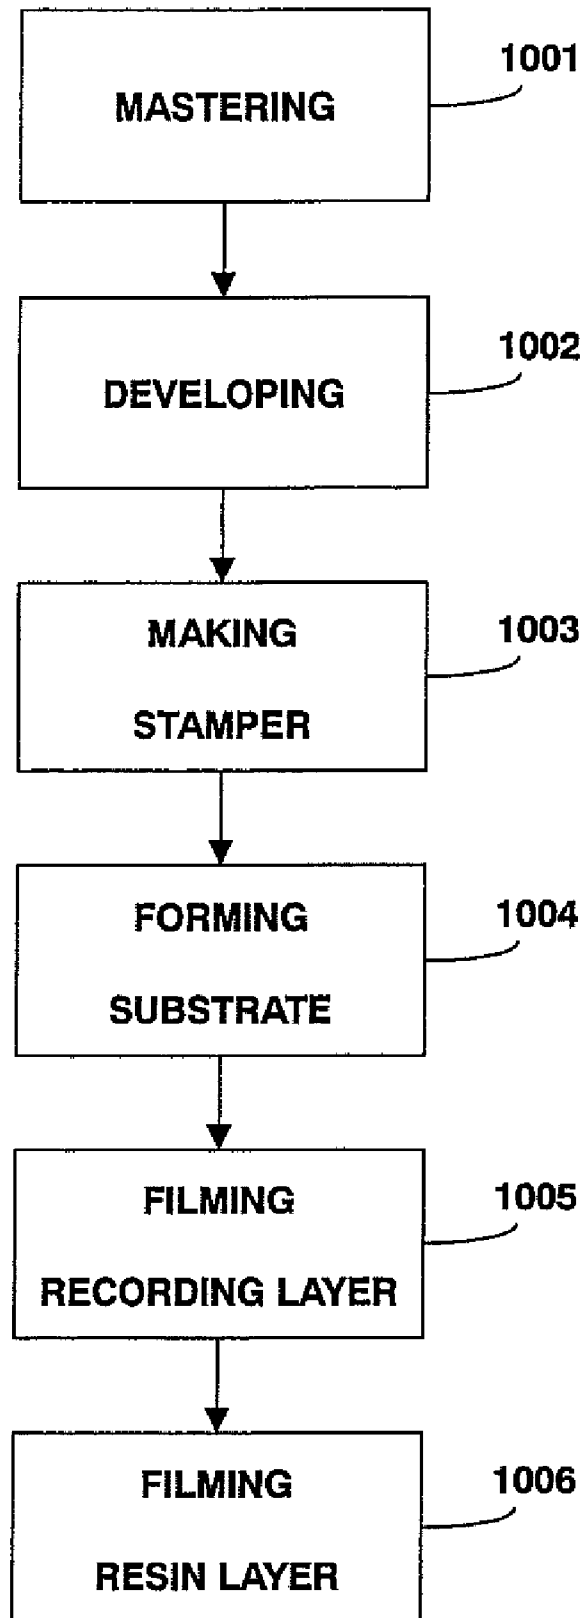 MASTERING
1001
DEVELOPING
1002
MAKING
STAMPER
1003
FORMING
SUBSTRATE
1004
FILMING
RECORDING LAYER
1005
FILMING
RESIN LAYER
1006